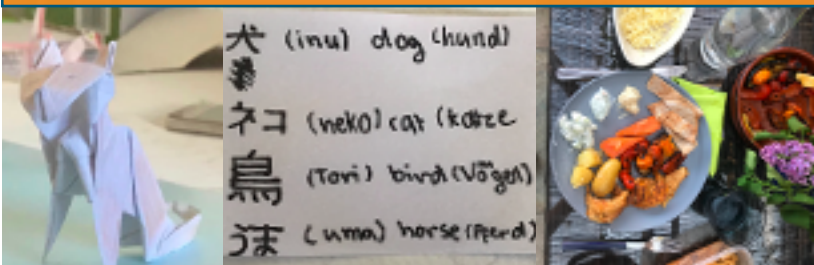 犬 (inu) dog (hund)
ネコ (neko) cat (katze
鳥 (Tori) bird (Vögel)
うま (uma) horse (Pferd)